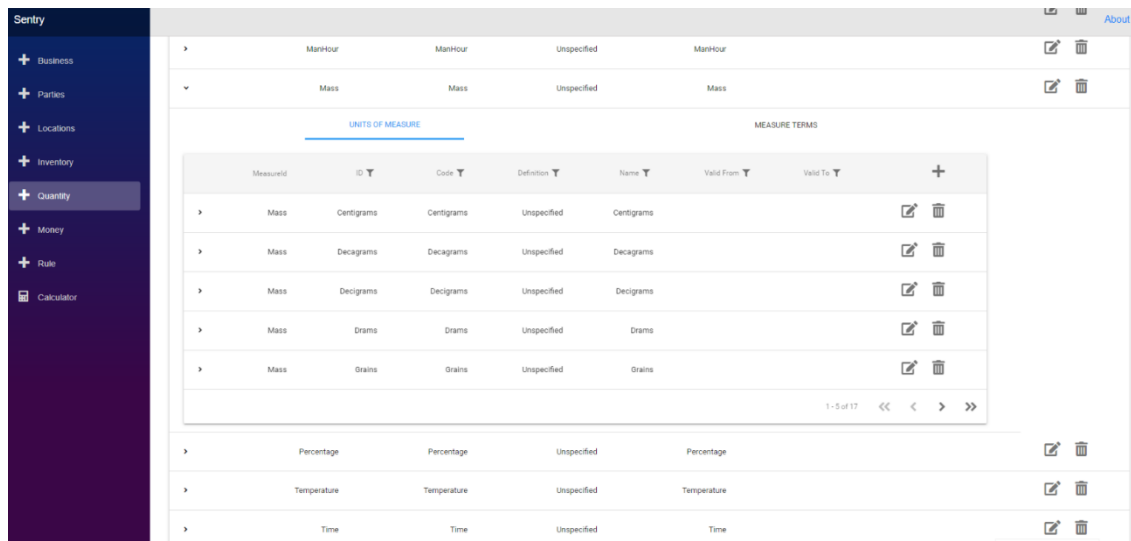 Sentry
About
Business
Parties
Locations
Inventory
Quantity
Money
Rule
Calculator
ManHour ManHour Unspecified ManHour
Mass Mass Unspecified Mass
UNITS OF MEASURE MEASURE TERMS
MeasureId ID Code Definition Name Valid From Valid To
Mass Centigrams Centigrams Unspecified Centigrams
Mass Decagrams Decagrams Unspecified Decagrams
Mass Decigrams Decigrams Unspecified Decigrams
Mass Drams Drams Unspecified Drams
Mass Grains Grains Unspecified Grains
1 - 5 of 17
Percentage Percentage Unspecified Percentage
Temperature Temperature Unspecified Temperature
Time Time Unspecified Time